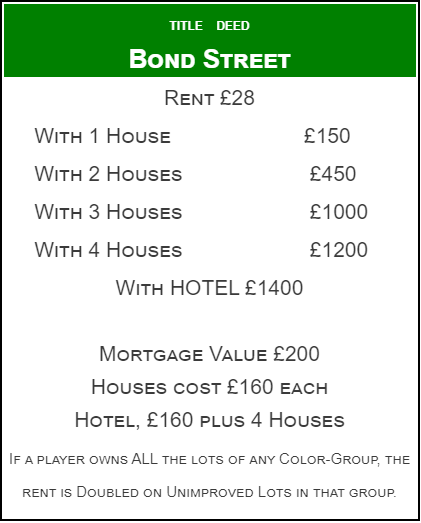 TITLE DEED
BOND STREET
RENT £28
WITH 1 HOUSE £150
WITH 2 HOUSES £450
WITH 3 HOUSES £1000
WITH 4 HOUSES £1200
WITH HOTEL £1400
MORTGAGE VALUE £200
HOUSES COST £160 EACH
HOTEL, £160 PLUS 4 HOUSES
IF A PLAYER OWNS ALL THE LOTS OF ANY COLOR-GROUP, THE
RENT IS DOUBLED ON UNIMPROVED LOTS IN THAT GROUP.